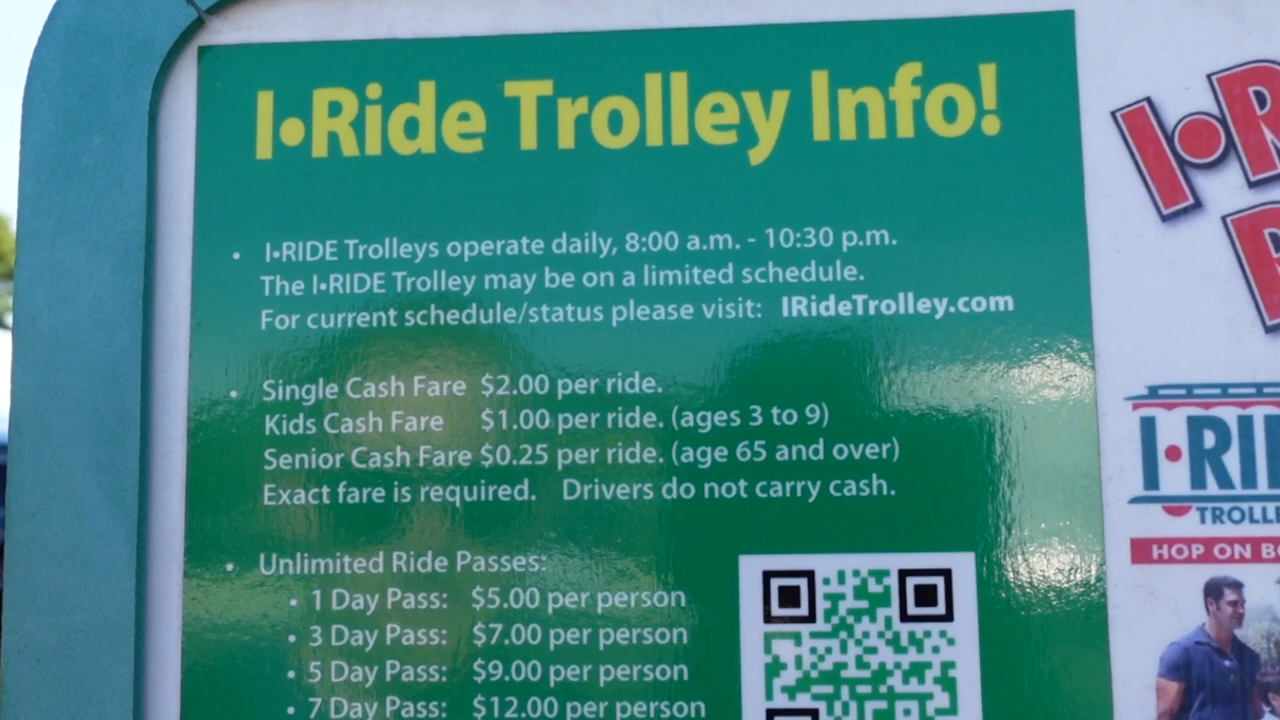 I•Ride Trolley Info!
• I•RIDE Trolleys operate daily, 8:00 a.m. - 10:30 p.m.
The I•RIDE Trolley may be on a limited schedule.
For current schedule/status please visit: IRideTrolley.com
• Single Cash Fare $2.00 per ride.
Kids Cash Fare $1.00 per ride. (ages 3 to 9)
Senior Cash Fare $0.25 per ride. (age 65 and over)
Exact fare is required. Drivers do not carry cash.
• Unlimited Ride Passes:
• 1 Day Pass: $5.00 per person
• 3 Day Pass: $7.00 per person
• 5 Day Pass: $9.00 per person
• 7 Day Pass: $12.00 per person
I•R
I•RI
TROLL
HOP ON